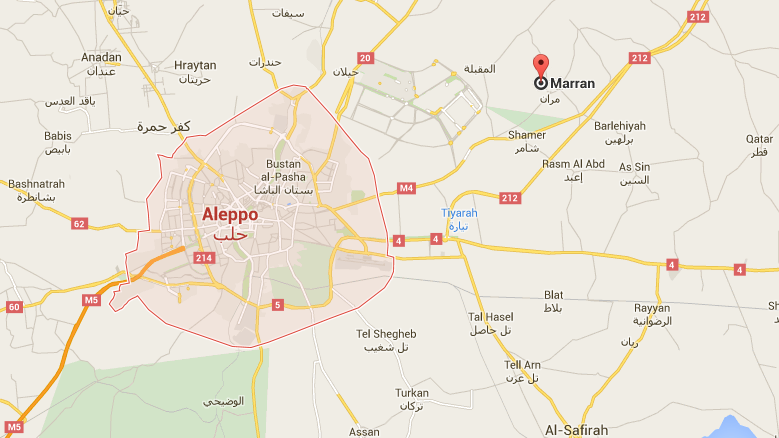 حيان
سيفات
212
Anadan
عندان
Hraytan
حريتان
حندرات
20
حيلان
المقبلة
212
Marran
مران
باقد العدس
كفر حمرة
Babis
بابيص
Shamer
شامر
Barlehiyah
برلهين
Qatar
قطر
Bustan
al-Pasha
بستان الباشا
Rasm Al Abd
إعبد
As Sin
السين
Bashnatrah
بشانطرة
M4
212
Aleppo
حلب
Tiyarah
تيارة
62
4
4
214
4
4
M5
60
5
Blat
بلاط
Rayyan
الرضوانية
Tal Hasel
تل حاصل
Sh
Tel Shegheb
تل شغيب
ريان
Tell Arn
تل عرن
Turkan
تركان
الوضيحي
M5
Assan
Al-Safirah
السفيرة